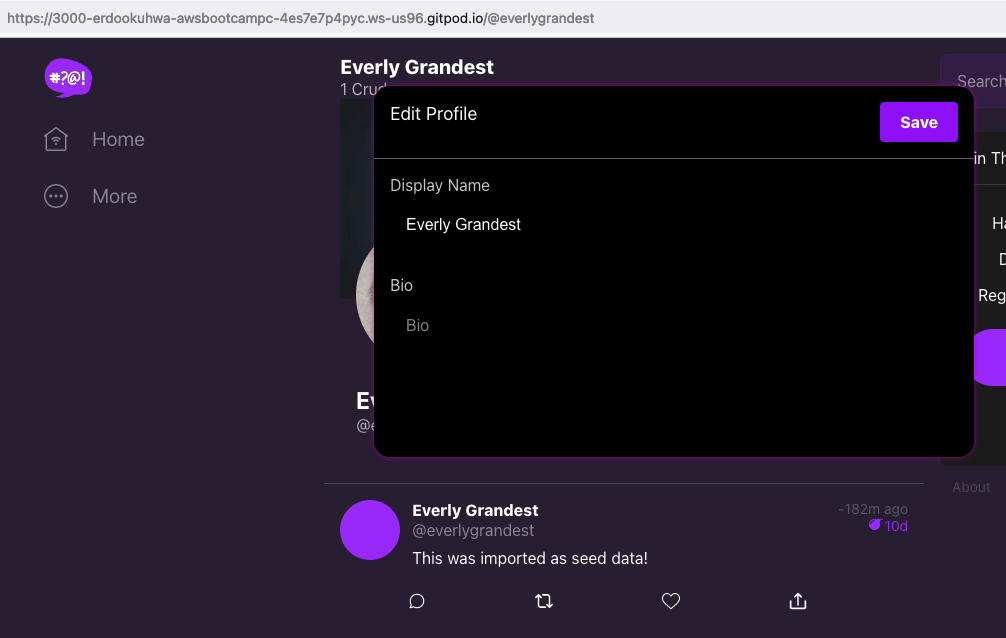 https://3000-erdookuhwa-awsbootcampc-4es7e7p4pyc.ws-us96.gitpod.io/@everlygrandest
#?@!
Everly Grandest
1 Crud
Search
Edit Profile
Save
Home
in Th
Display Name
More
Everly Grandest
Ha
D
Bio
Reg
Bio
Ev
@e
About
Everly Grandest
-182m ago
@everlygrandest
10d
This was imported as seed data!